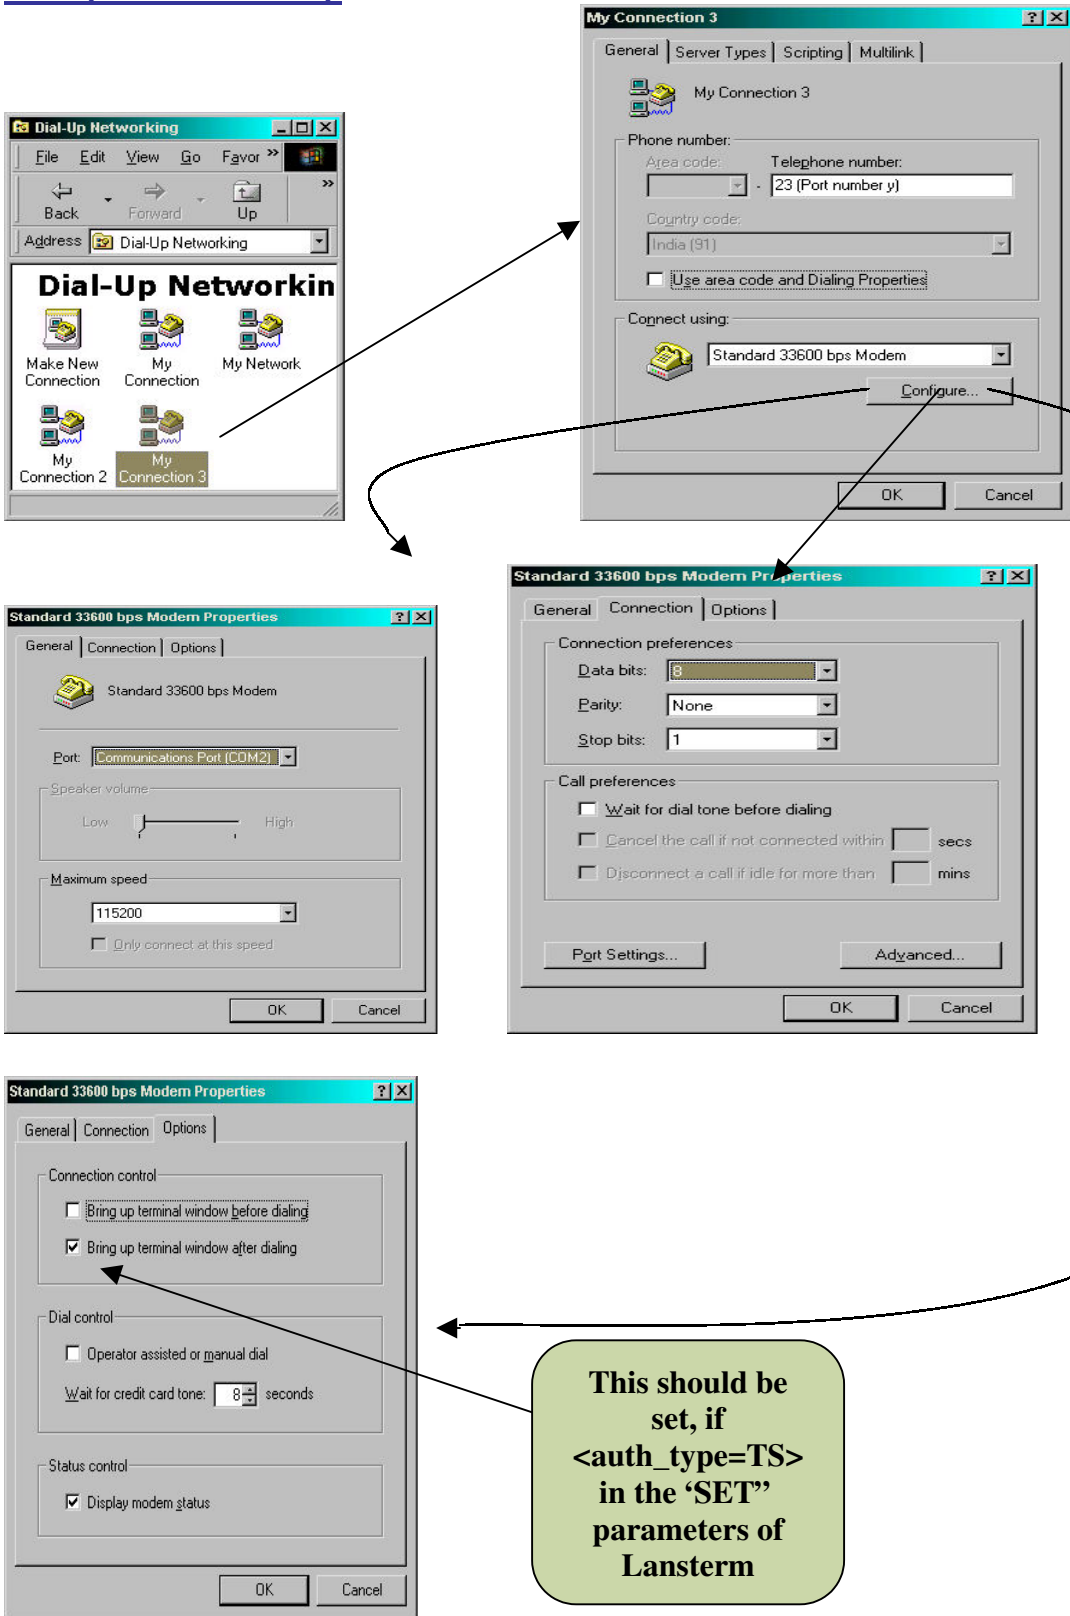 My Connection 3
General Server Types Scripting Multilink
My Connection 3
Phone number:
Area code: Telephone number:
- 23 (Port number y)
Country code:
India (91)
Use area code and Dialing Properties
Connect using:
Standard 33600 bps Modem
Configure...
OK Cancel
Dial-Up Networking
File Edit View Go Favor »
Back Forward Up »
Address Dial-Up Networking
Dial-Up Networkin
Make New Connection
My Connection
My Network
My Connection 2
My Connection 3
Standard 33600 bps Modem Properties
General Connection Options
Standard 33600 bps Modem
Port: Communications Port (COM2)
Speaker volume
Low High
Maximum speed
115200
Only connect at this speed
OK Cancel
Standard 33600 bps Modem Properties
General Connection Options
Connection preferences
Data bits: 8
Parity: None
Stop bits: 1
Call preferences
Wait for dial tone before dialing
Cancel the call if not connected within secs
Disconnect a call if idle for more than mins
Port Settings... Advanced...
OK Cancel
Standard 33600 bps Modem Properties
General Connection Options
Connection control
Bring up terminal window before dialing
Bring up terminal window after dialing
Dial control
Operator assisted or manual dial
Wait for credit card tone: 8 seconds
Status control
Display modem status
OK Cancel
This should be
set, if
<auth_type=TS>
in the ‘SET”
parameters of
Lansterm